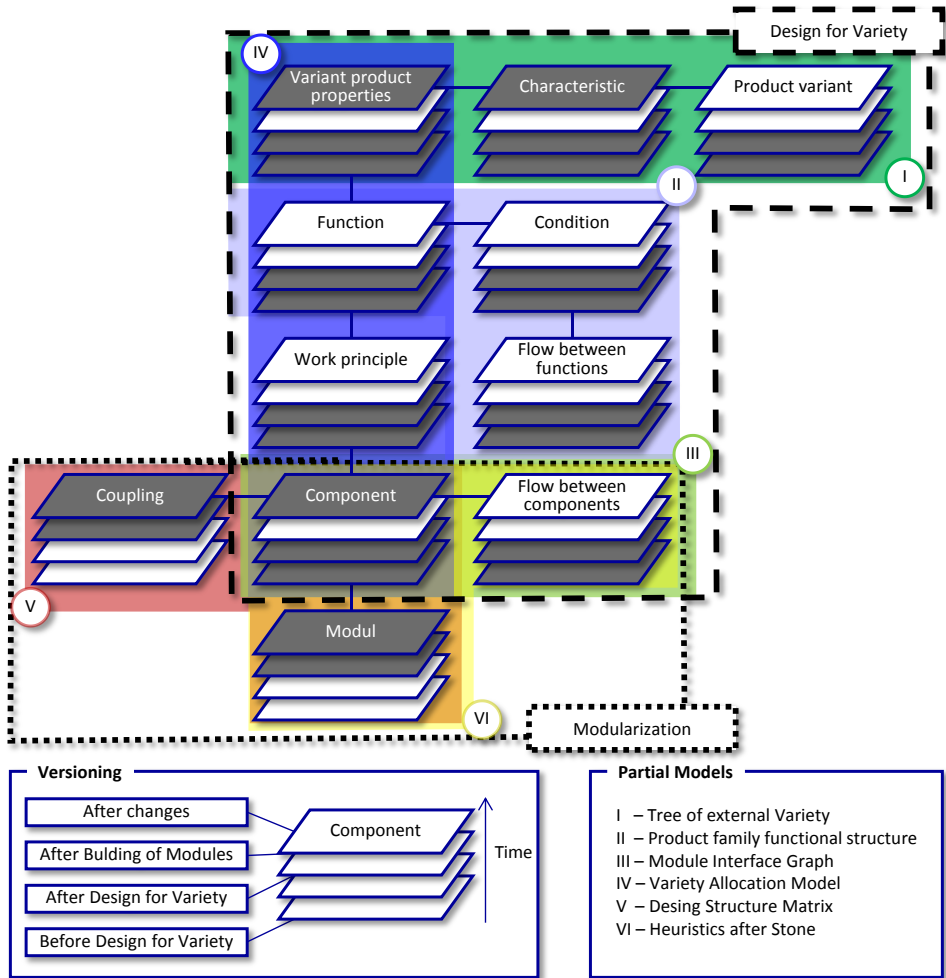 Design for Variety
IV
Variant product
properties
Characteristic
Product variant
I
II
Function
Condition
Work principle
Flow between
functions
III
Coupling
Component
Flow between
components
V
Modul
VI
Modularization
Versioning
After changes
After Bulding of Modules
After Design for Variety
Before Design for Variety
Component
Time
Partial Models
I – Tree of external Variety
II – Product family functional structure
III – Module Interface Graph
IV – Variety Allocation Model
V – Desing Structure Matrix
VI – Heuristics after Stone